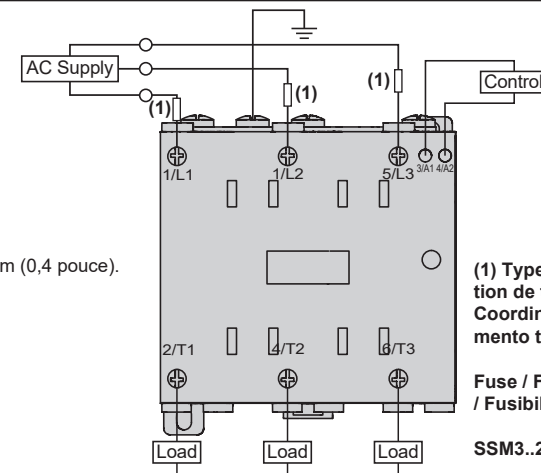 AC Supply
(1)
(1)
(1)
Control
1/L1
1/L2
5/L3
3/A1 4/A2
m (0,4 pouce).
2/T1
4/T2
6/T3
Load
Load
Load
(1) Type
tion de
Coordin
mento t
Fuse / F
/ Fusibi
SSM3..2